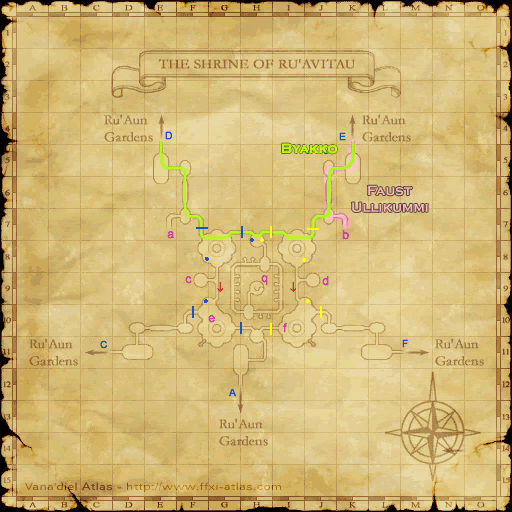 A B C D E F G H I J K L M N O
THE SHRINE OF RU'AVITAU
Ru'Aun
Gardens
D
E
Ru'Aun
Gardens
Byakko
Faust
Ullikummi
a
b
c
q
d
e
f
C
Ru'Aun
Gardens
F
Ru'Aun
Gardens
A
Ru'Aun
Gardens
Vana'diel Atlas - http://www.ffxi-atlas.com